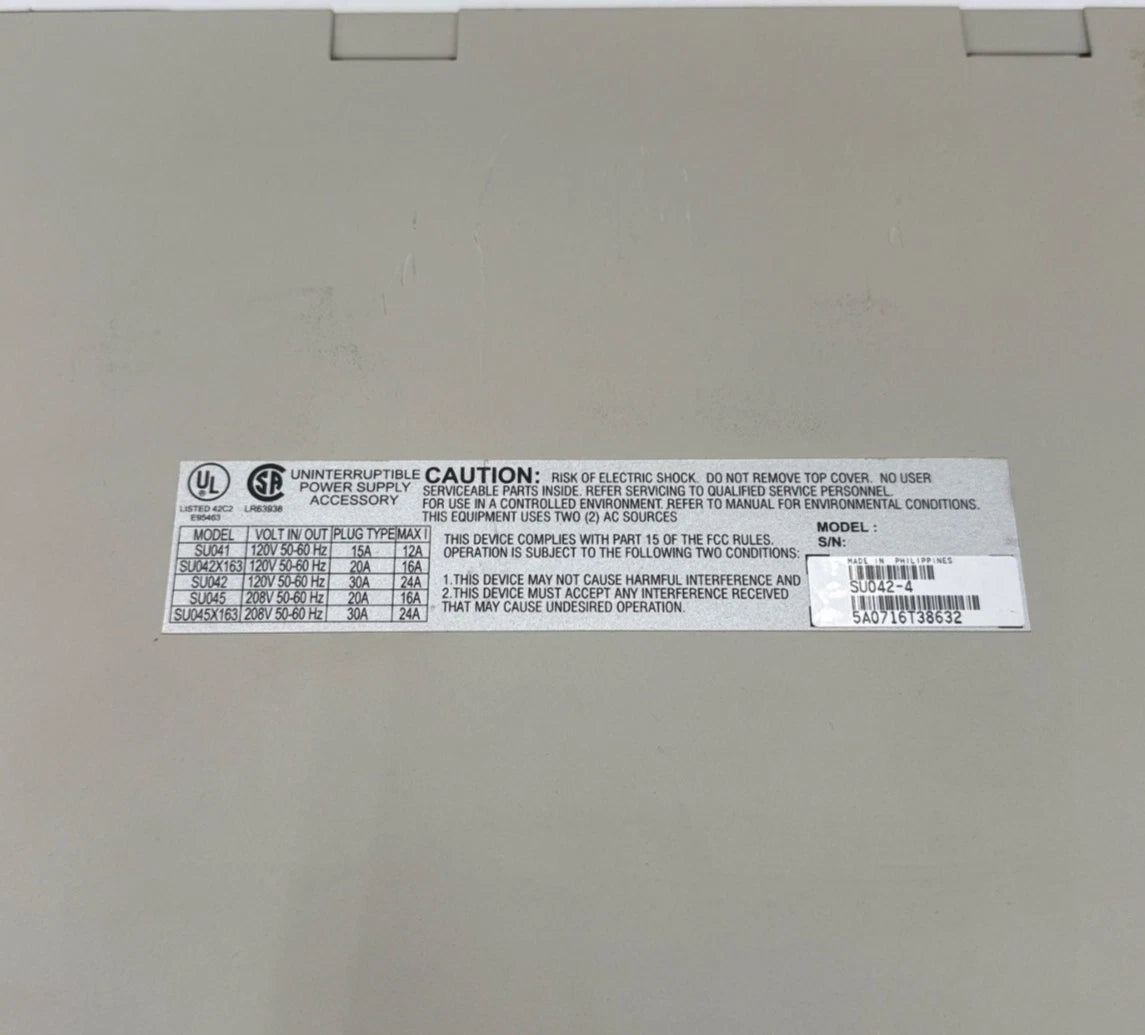 UL
LISTED 42C2
E95463
SA
LR63938
UNINTERRUPTIBLE
POWER SUPPLY
ACCESSORY
CAUTION: RISK OF ELECTRIC SHOCK. DO NOT REMOVE TOP COVER. NO USER
SERVICEABLE PARTS INSIDE. REFER SERVICING TO QUALIFIED SERVICE PERSONNEL.
FOR USE IN A CONTROLLED ENVIRONMENT. REFER TO MANUAL FOR ENVIRONMENTAL CONDITIONS.
THIS EQUIPMENT USES TWO (2) AC SOURCES
MODEL VOLT IN/ OUT PLUG TYPE MAX I
SU041 120V 50-60 Hz 15A 12A
SU042X163 120V 50-60 Hz 20A 16A
SU042 120V 50-60 Hz 30A 24A
SU045 208V 50-60 Hz 20A 16A
SU045X163 208V 50-60 Hz 30A 24A
THIS DEVICE COMPLIES WITH PART 15 OF THE FCC RULES.
OPERATION IS SUBJECT TO THE FOLLOWING TWO CONDITIONS:
1.THIS DEVICE MAY NOT CAUSE HARMFUL INTERFERENCE AND
2.THIS DEVICE MUST ACCEPT ANY INTERFERENCE RECEIVED
THAT MAY CAUSE UNDESIRED OPERATION.
MODEL :
S/N:
MADE IN PHILIPPINES
SU042-4
5A0716T38632